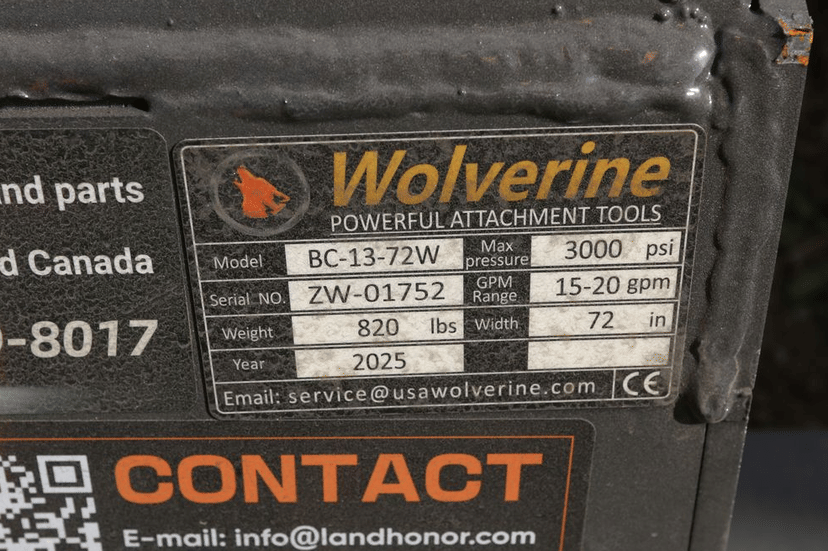 and parts
d Canada
-8017
Wolverine
POWERFUL ATTACHMENT TOOLS
Model BC-13-72W Max pressure 3000 psi
Serial NO. ZW-01752 GPM Range 15-20 gpm
Weight 820 lbs Width 72 in
Year 2025
Email: service@usawolverine.com CE
CONTACT
E-mail: info@landhonor.com